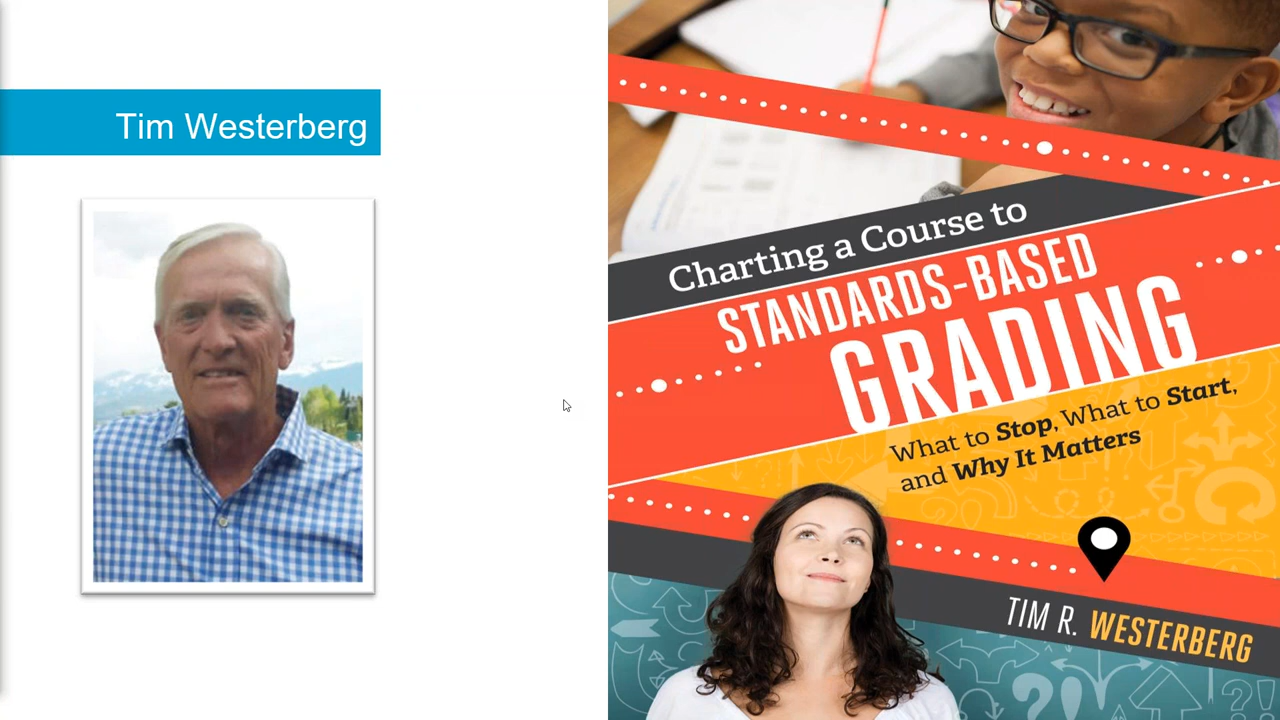 Tim Westerberg
Charting a Course to
STANDARDS-BASED
GRADING
What to Stop, What to Start,
and Why It Matters
TIM R. WESTERBERG